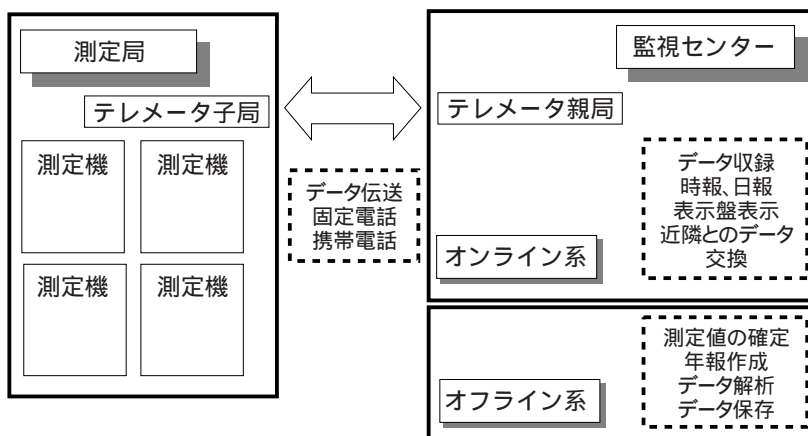 測定局
テレメータ子局
測定機
測定機
測定機
測定機
データ伝送
固定電話
携帯電話
監視センター
テレメータ親局
データ収録
時報、日報
表示盤表示
近隣とのデータ
交換
オンライン系
測定値の確定
年報作成
データ解析
データ保存
オフライン系